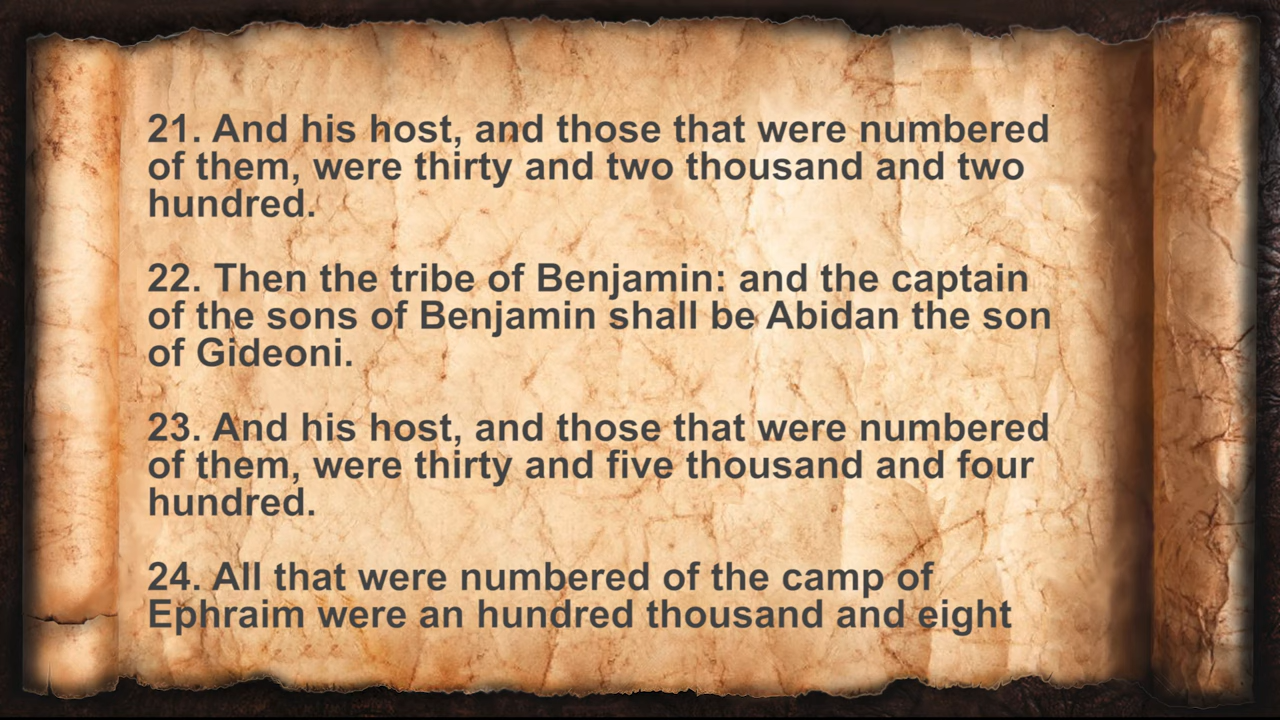 21. And his host, and those that were numbered
of them, were thirty and two thousand and two
hundred.
22. Then the tribe of Benjamin: and the captain
of the sons of Benjamin shall be Abidan the son
of Gideoni.
23. And his host, and those that were numbered
of them, were thirty and five thousand and four
hundred.
24. All that were numbered of the camp of
Ephraim were an hundred thousand and eight